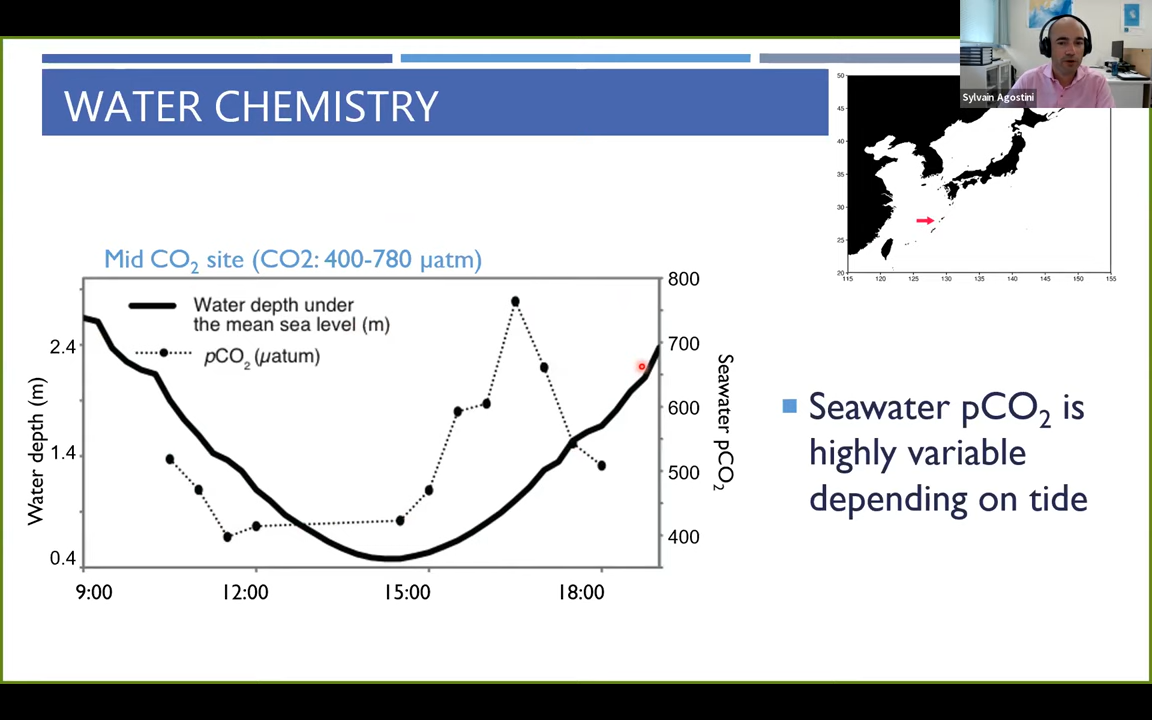 WATER CHEMISTRY
Sylvain Agostini
50
45
40
35
30
25
20
115
120
125
130
135
140
145
150
155
Mid CO₂ site (CO2: 400-780 µatm)
Water depth under
the mean sea level (m)
pCO₂ (µatum)
Water depth (m)
2.4
1.4
0.4
9:00
12:00
15:00
18:00
800
700
600
500
400
Seawater pCO₂
Seawater pCO₂ is
highly variable
depending on tide